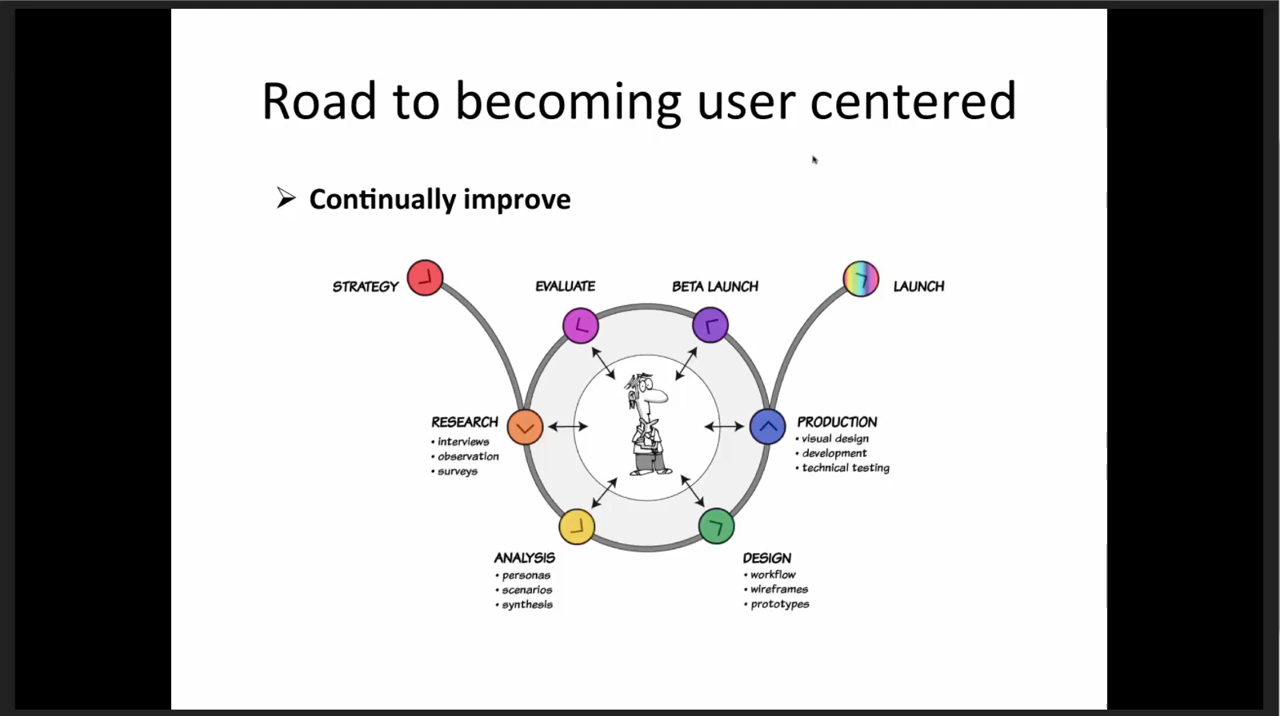 Road to becoming user centered
➢ Continually improve
STRATEGY
EVALUATE
BETA LAUNCH
LAUNCH
RESEARCH
• interviews
• observation
• surveys
PRODUCTION
• visual design
• development
• technical testing
ANALYSIS
• personas
• scenarios
• synthesis
DESIGN
• workflow
• wireframes
• prototypes